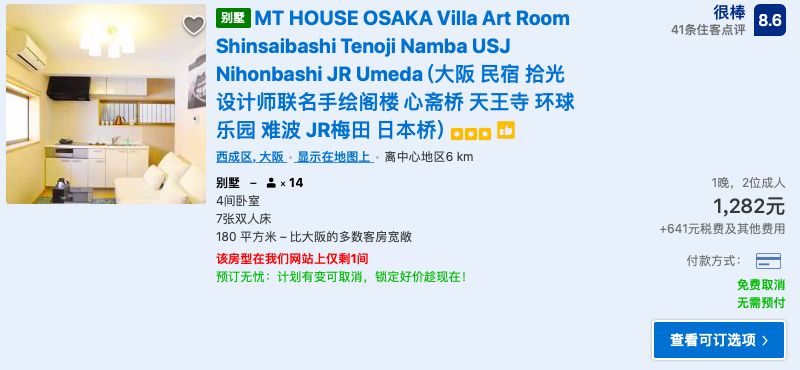 别墅 MT HOUSE OSAKA Villa Art Room
Shinsaibashi Tenoji Namba USJ
Nihonbashi JR Umeda (大阪 民宿 拾光
设计师联名手绘阁楼 心斋桥 天王寺 环球
乐园 难波 JR梅田 日本桥)
很棒 8.6
41条住客点评
西成区, 大阪 · 显示在地图上 · 离中心地区6 km
别墅 – × 14
4间卧室
7张双人床
180 平方米 – 比大阪的多数客房宽敞
该房型在我们网站上仅剩1间
预订无忧：计划有变可取消，锁定好价趁现在！
1晚，2位成人
1,282元
+641元税费及其他费用
付款方式：
免费取消
无需预付
查看可订选项